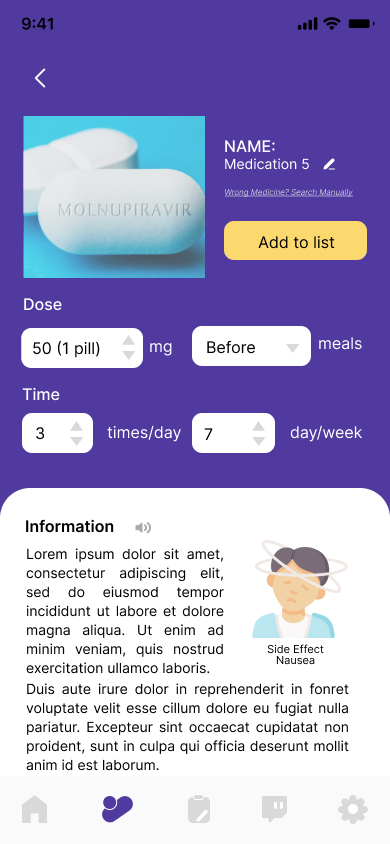 9:41
MOLNUPIRAVIR
NAME:
Medication 5
Wrong Medicine? Search Manually
Add to list
Dose
50 (1 pill) mg Before meals
Time
3 times/day 7 day/week
Information
Lorem ipsum dolor sit amet,
consectetur adipiscing elit,
sed do eiusmod tempor
incididunt ut labore et dolore
magna aliqua. Ut enim ad
minim veniam, quis nostrud
exercitation ullamco laboris.
Side Effect
Nausea
Duis aute irure dolor in reprehenderit in fonret
voluptate velit esse cillum dolore eu fugiat nulla
pariatur. Excepteur sint occaecat cupidatat non
proident, sunt in culpa qui officia deserunt mollit
anim id est laborum.